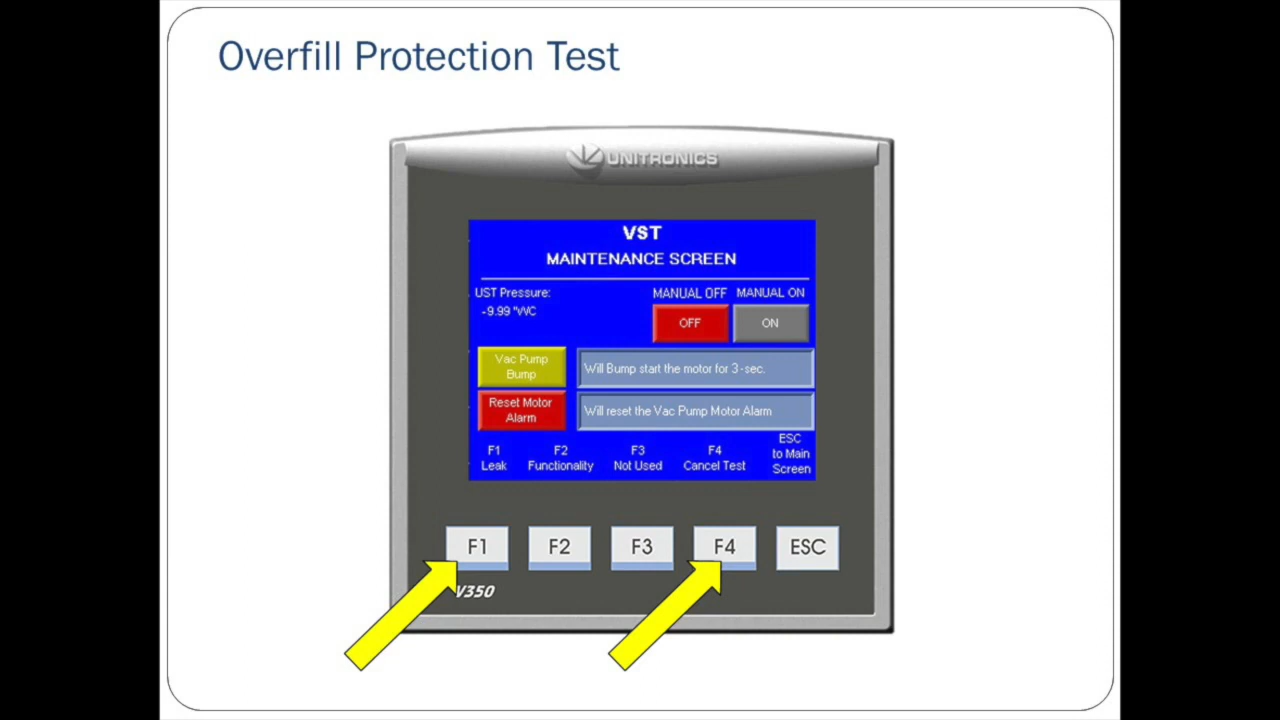 Overfill Protection Test
UNITRONICS
VST
MAINTENANCE SCREEN
UST Pressure:
MANUAL OFF MANUAL ON
-9.99 "WC
OFF
ON
Vac Pump
Bump
Will Bump start the motor for 3-sec.
Reset Motor
Alarm
Will reset the Vac Pump Motor Alarm
F1
Leak
F2
Functionality
F3
Not Used
F4
Cancel Test
ESC
to Main
Screen
F1 F2 F3 F4 ESC
V350